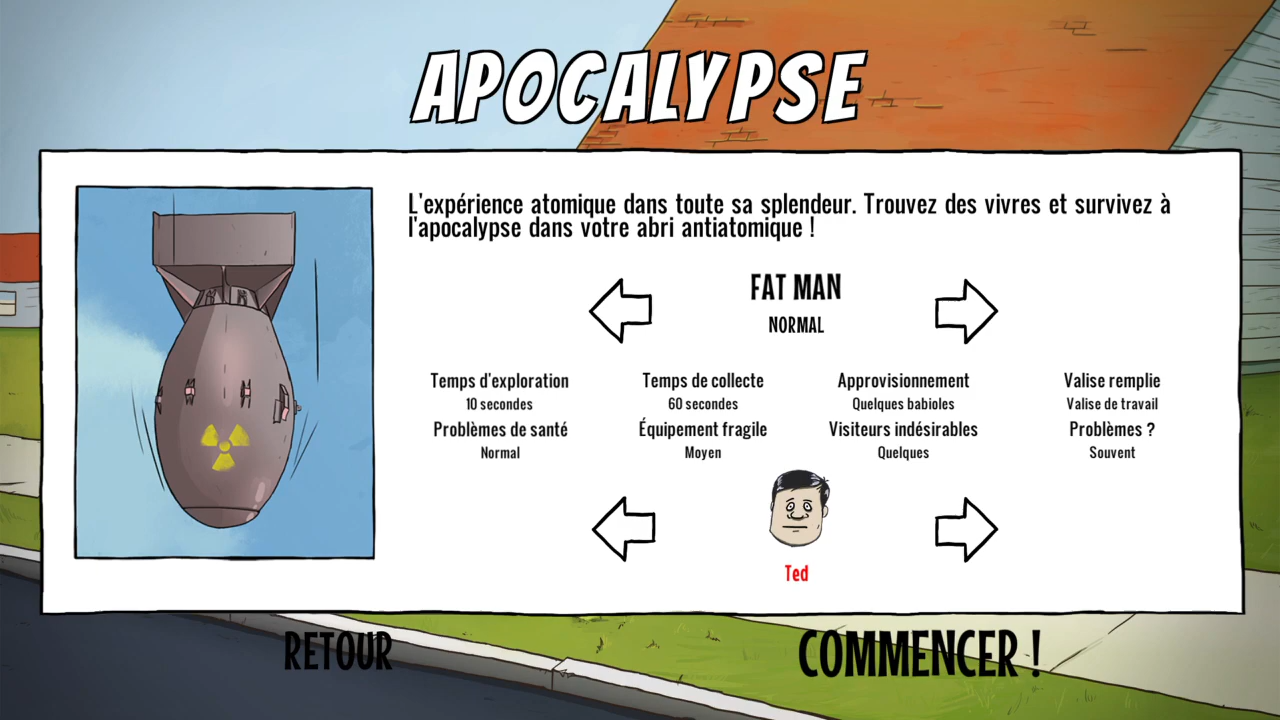 APOCALYPSE
L'expérience atomique dans toute sa splendeur. Trouvez des vivres et survivez à
l'apocalypse dans votre abri antiatomique !
FAT MAN
NORMAL
Temps d'exploration Temps de collecte Approvisionnement Valise remplie
10 secondes 60 secondes Quelques babioles Valise de travail
Problèmes de santé Équipement fragile Visiteurs indésirables Problèmes ?
Normal Moyen Quelques Souvent
Ted
RETOUR COMMENCER !